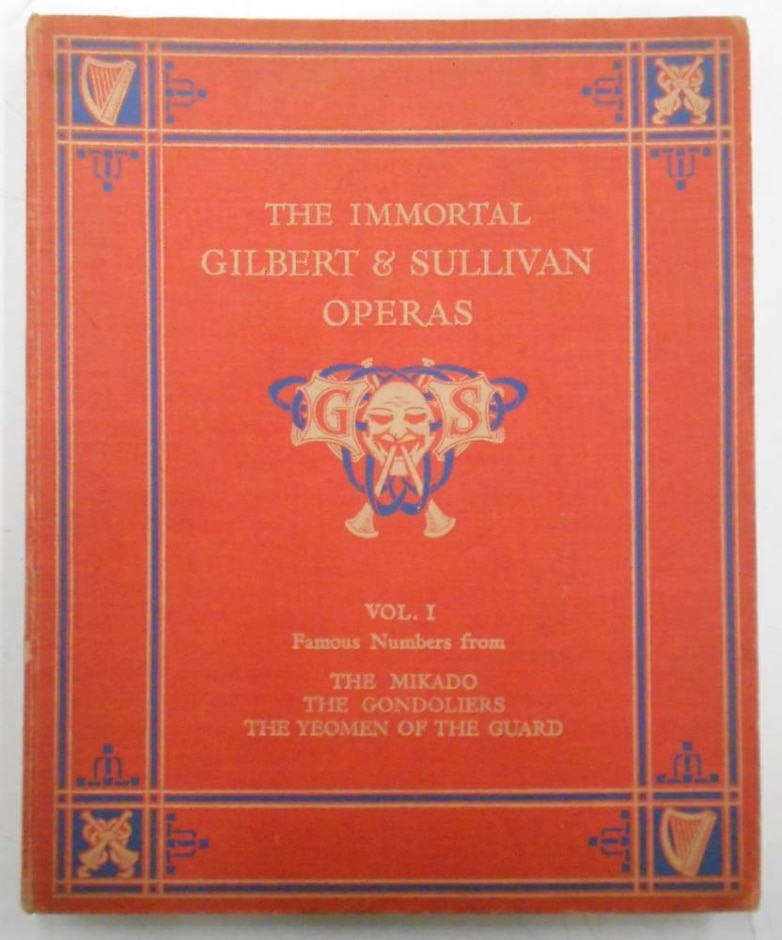 THE IMMORTAL
GILBERT & SULLIVAN
OPERAS
G S
VOL. I
Famous Numbers from
THE MIKADO
THE GONDOLIERS
THE YEOMEN OF THE GUARD